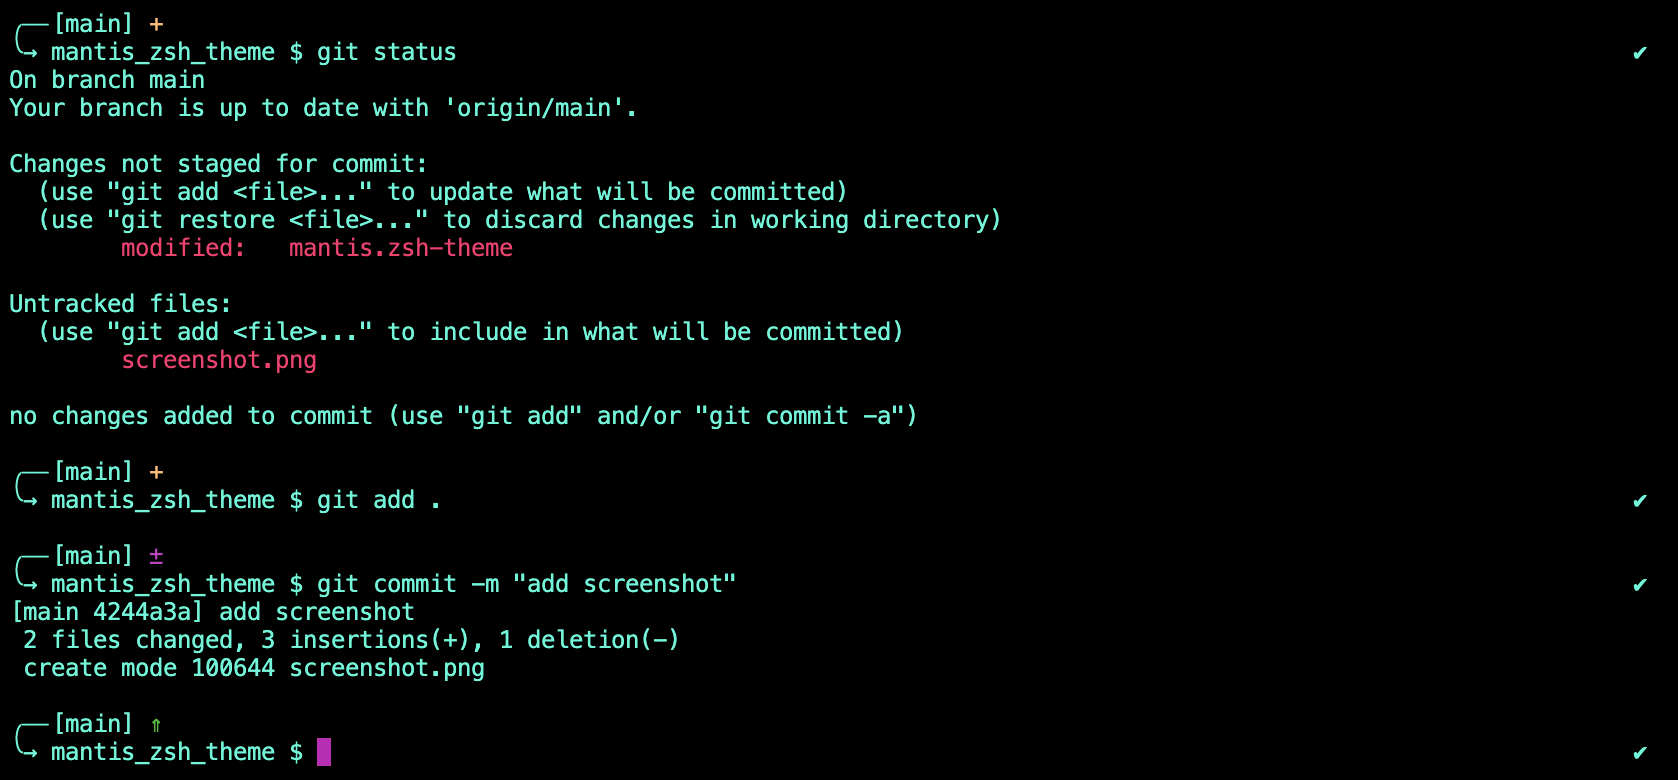 ╭──[main] +
╰→ mantis_zsh_theme $ git status ✔
On branch main
Your branch is up to date with 'origin/main'.
Changes not staged for commit:
  (use "git add <file>..." to update what will be committed)
  (use "git restore <file>..." to discard changes in working directory)
        modified:   mantis.zsh-theme
Untracked files:
  (use "git add <file>..." to include in what will be committed)
        screenshot.png
no changes added to commit (use "git add" and/or "git commit -a")
╭──[main] +
╰→ mantis_zsh_theme $ git add . ✔
╭──[main] ±
╰→ mantis_zsh_theme $ git commit -m "add screenshot" ✔
[main 4244a3a] add screenshot
 2 files changed, 3 insertions(+), 1 deletion(-)
 create mode 100644 screenshot.png
╭──[main] ⇑
╰→ mantis_zsh_theme $ ✔